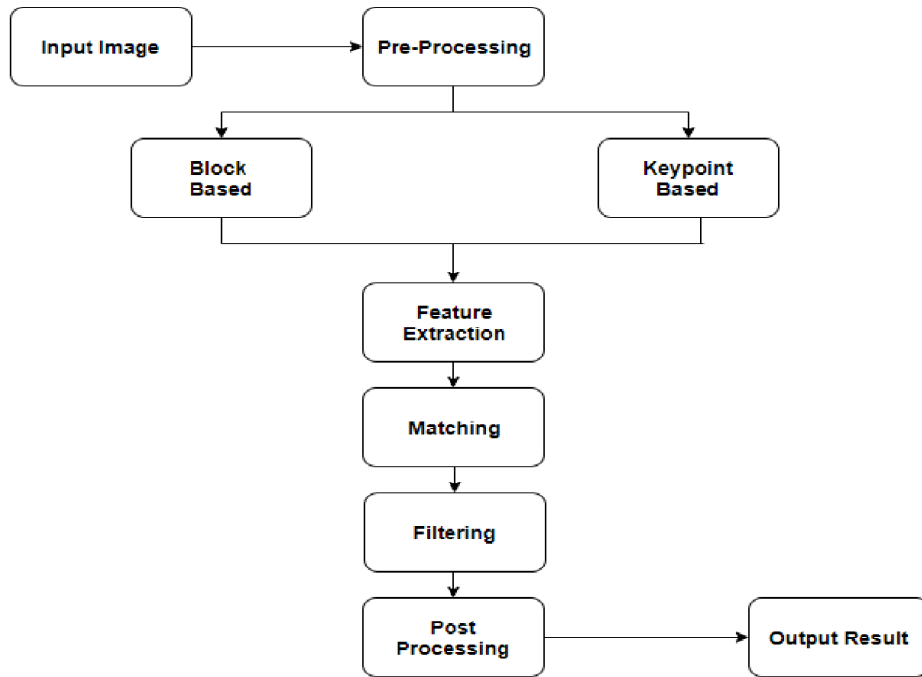 Input Image
Pre-Processing
Block
Based
Keypoint
Based
Feature
Extraction
Matching
Filtering
Post
Processing
Output Result